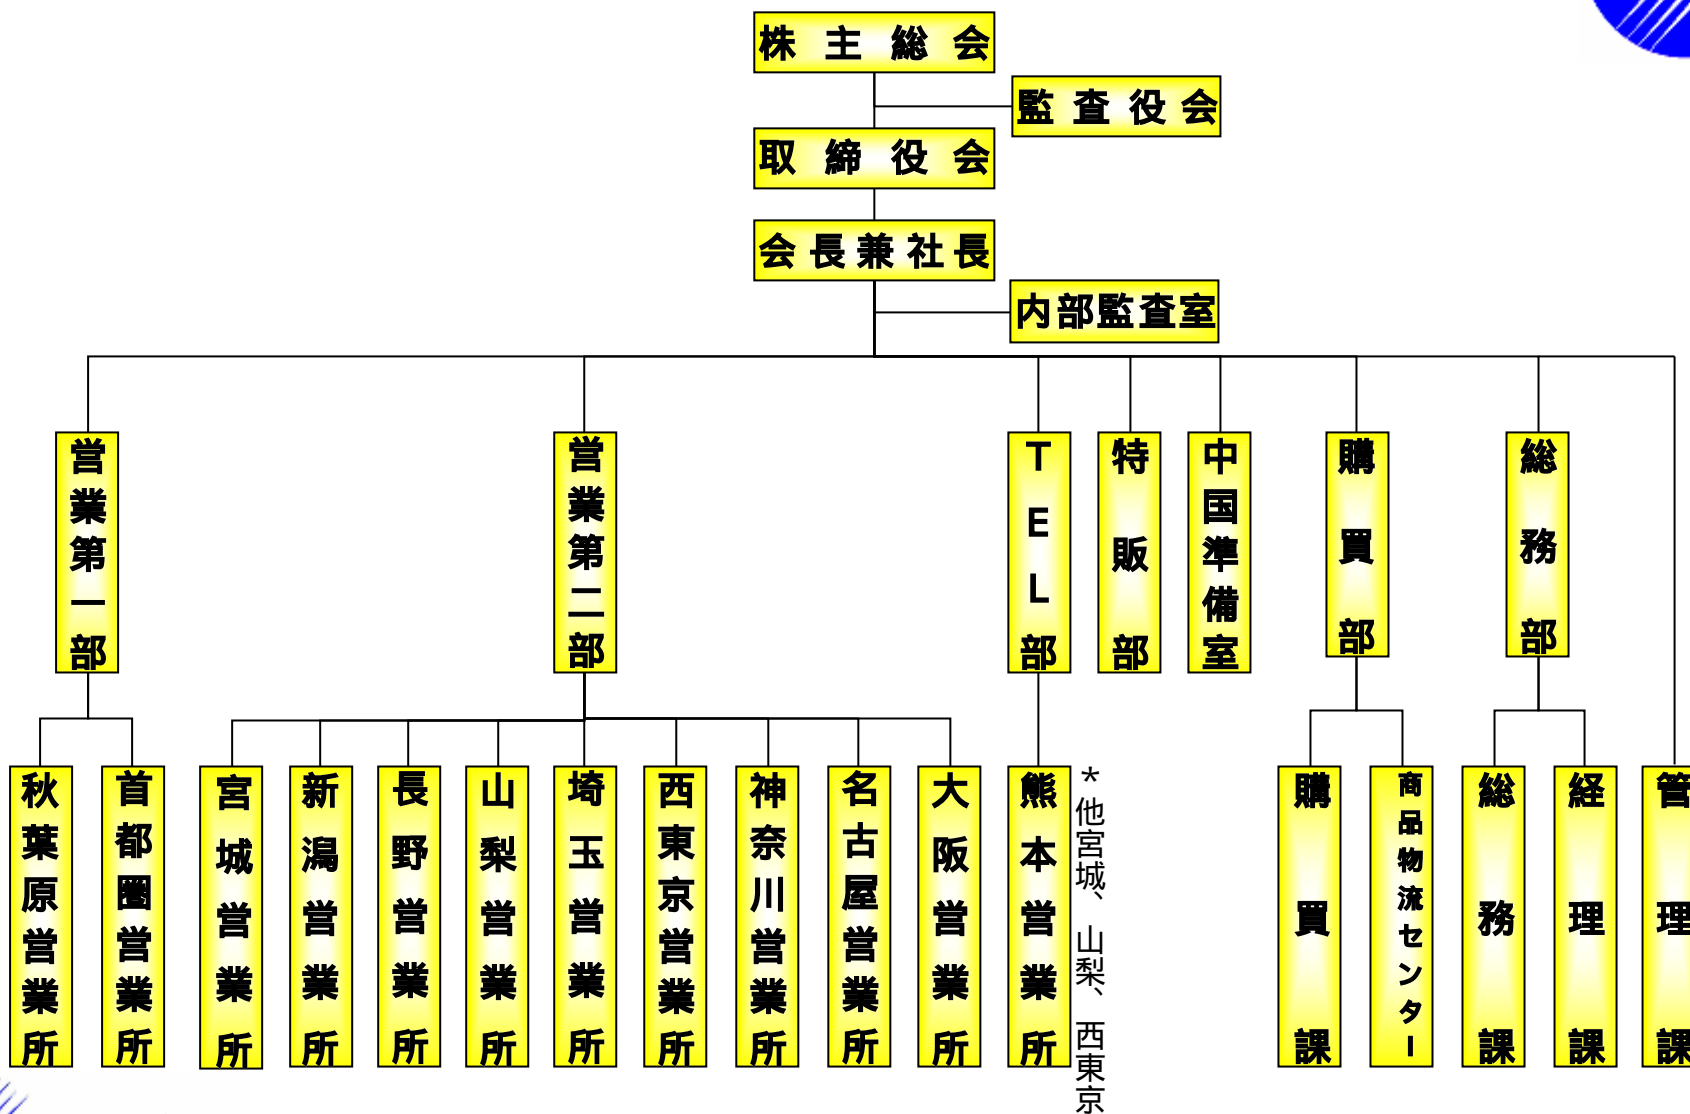 株主総会
監査役会
取締役会
会長兼社長
内部監査室
営業第一部
営業第二部
TEL部
特販部
中国準備室
購買部
総務部
秋葉原営業所
首都圏営業所
宮城営業所
新潟営業所
長野営業所
山梨営業所
埼玉営業所
西東京営業所
神奈川営業所
名古屋営業所
大阪営業所
熊本営業所
*他宮城、山梨、西東京
購買課
商品物流センター
総務課
経理課
管理課